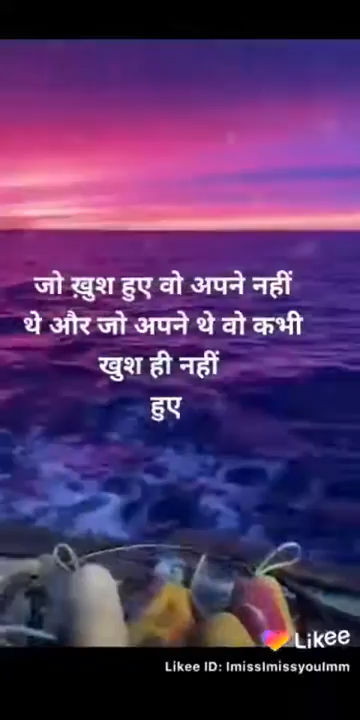 जो ख़ुश हुए वो अपने नहीं
थे और जो अपने थे वो कभी
खुश ही नहीं
हुए
Likee
Likee ID: ImissImissyouImm